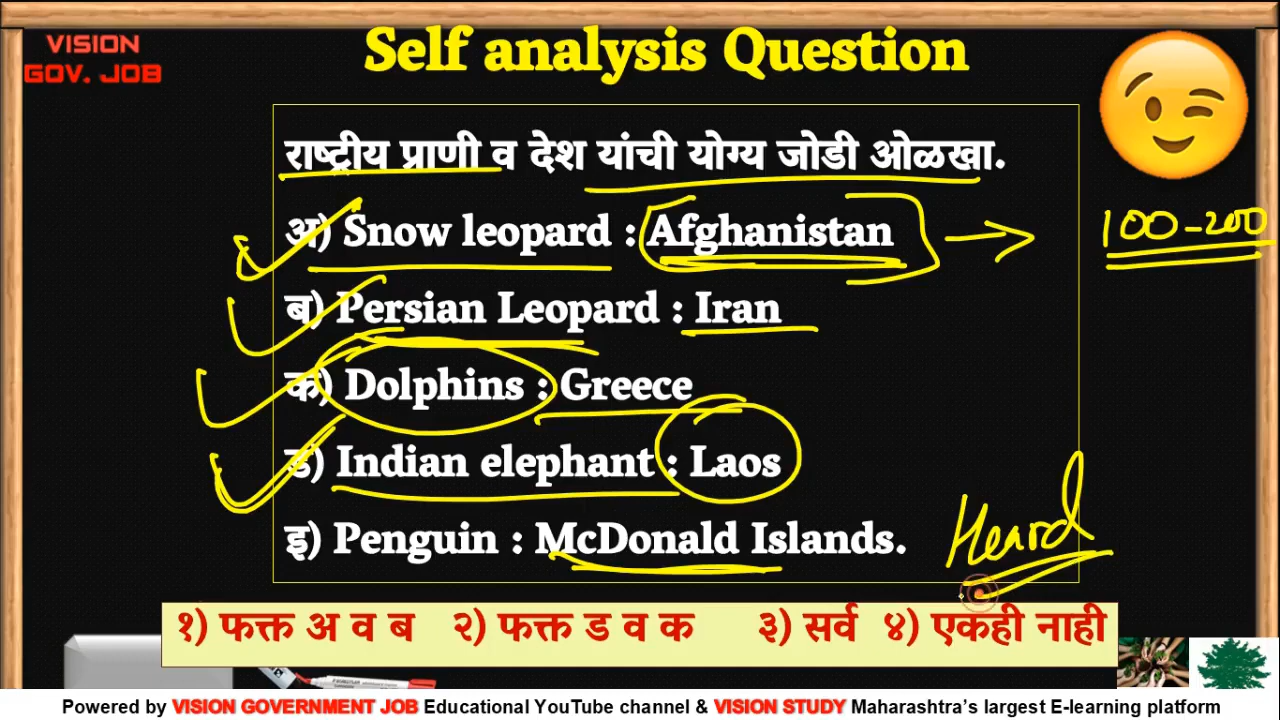 VISION
GOV. JOB
Self analysis Question
राष्ट्रीय प्राणी व देश यांची योग्य जोडी ओळखा.
अ) Snow leopard : Afghanistan
100-200
ब) Persian Leopard : Iran
क) Dolphins : Greece
ड) Indian elephant : Laos
इ) Penguin : McDonald Islands.
Heard
१) फक्त अ व ब २) फक्त ड व क ३) सर्व ४) एकही नाही
Powered by VISION GOVERNMENT JOB Educational YouTube channel & VISION STUDY Maharashtra's largest E-learning platform